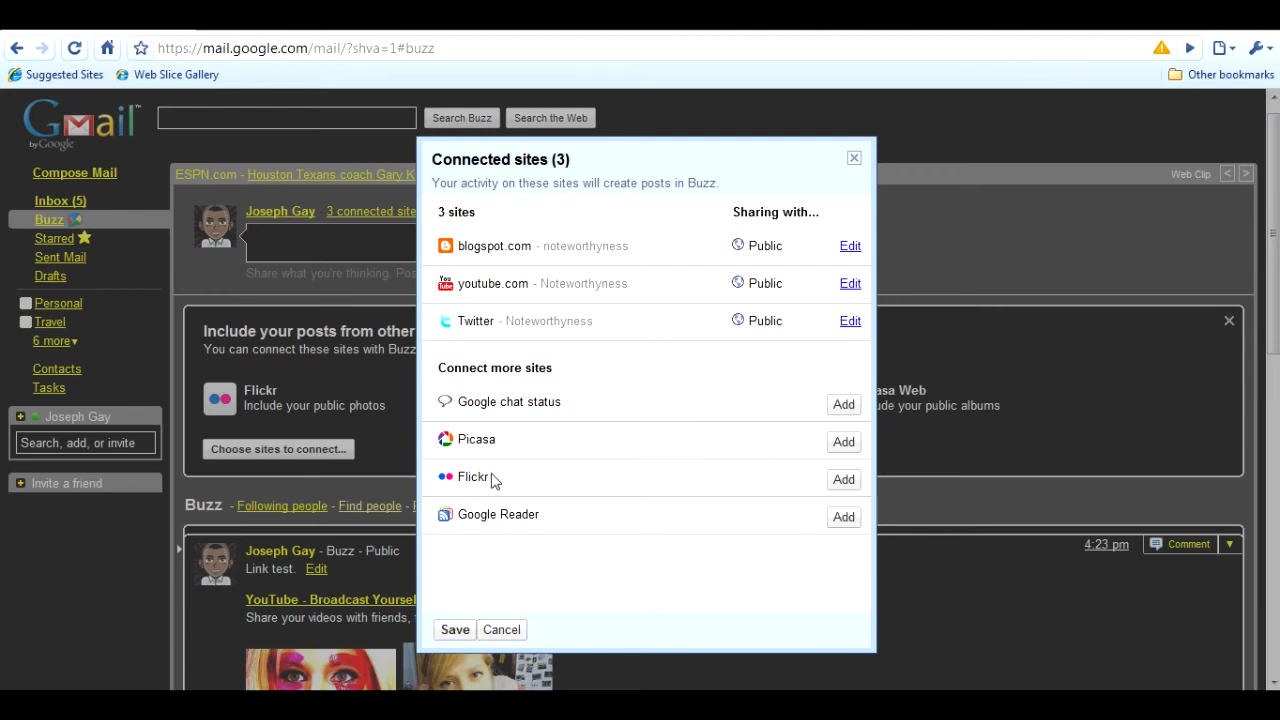 https://mail.google.com/mail/?shva=1#buzz
Suggested Sites
Web Slice Gallery
Other bookmarks
Gmail™
by Google
Search Buzz
Search the Web
Compose Mail
Inbox (5)
Buzz
Starred
Sent Mail
Drafts
Personal
Travel
6 more▾
Contacts
Tasks
Joseph Gay
Search, add, or invite
Invite a friend
ESPN.com - Houston Texans coach Gary K
Web Clip
<
>
Joseph Gay 3 connected site
Share what you're thinking. Pos
Include your posts from other
You can connect these sites with Buzz
Flickr
Include your public photos
asa Web
ude your public albums
Choose sites to connect...
Buzz - Following people - Find people -
Joseph Gay - Buzz - Public
4:23 pm
Comment
Link test. Edit
YouTube - Broadcast Yourself
Share your videos with friends,
Connected sites (3)
Your activity on these sites will create posts in Buzz.
3 sites
Sharing with...
blogspot.com - noteworthyness Public Edit
You Tube
youtube.com - Noteworthyness Public Edit
Twitter - Noteworthyness Public Edit
Connect more sites
Google chat status Add
Picasa Add
Flickr Add
Google Reader Add
Save
Cancel